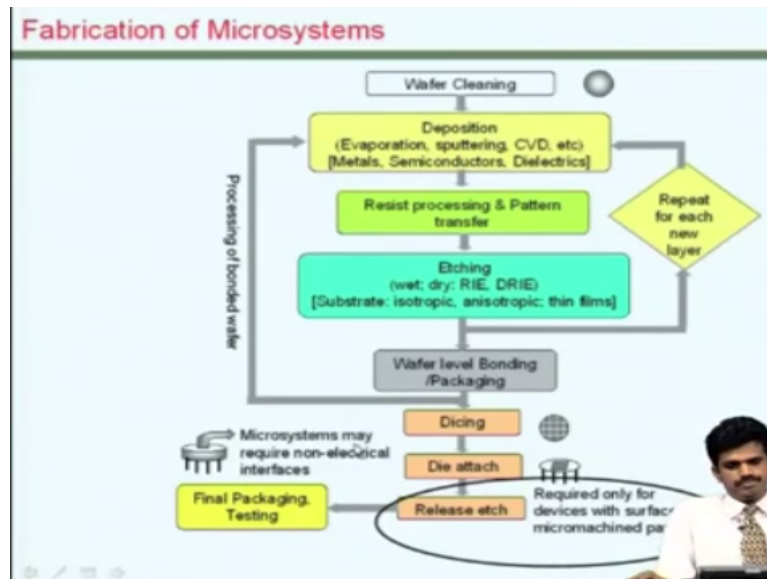 Fabrication of Microsystems
Wafer Cleaning
Deposition
(Evaporation, sputtering, CVD, etc)
[Metals, Semiconductors, Dielectrics]
Resist processing & Pattern
transfer
Repeat
for each
new
layer
Etching
(wet; dry: RIE, DRIE)
[Substrate: isotropic, anisotropic; thin films]
Processing of bonded wafer
Wafer level Bonding
/Packaging
Dicing
Microsystems may
require non-electrical
interfaces
Die attach
Release etch
Required only for
devices with
micromachined
Final Packaging,
Testing